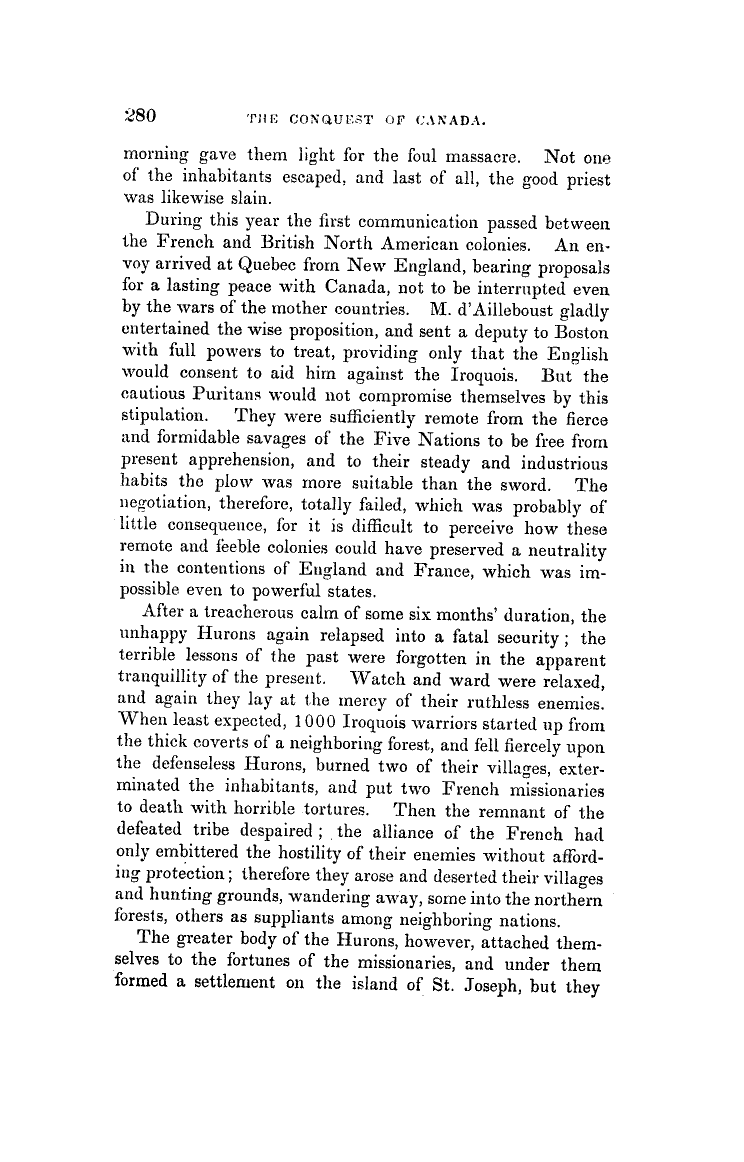 280 THE CONQUEST OF CANADA.
morning gave them light for the foul massacre. Not one
of the inhabitants escaped, and last of all, the good priest
was likewise slain.
During this year the first communication passed between
the French and British North American colonies. An en-
voy arrived at Quebec from New England, bearing proposals
for a lasting peace with Canada, not to be interrupted even
by the wars of the mother countries. M. d'Ailleboust gladly
entertained the wise proposition, and sent a deputy to Boston
with full powers to treat, providing only that the English
would consent to aid him against the Iroquois. But the
cautious Puritans would not compromise themselves by this
stipulation. They were sufficiently remote from the fierce
and formidable savages of the Five Nations to be free from
present apprehension, and to their steady and industrious
habits the plow was more suitable than the sword. The
negotiation, therefore, totally failed, which was probably of
little consequence, for it is difficult to perceive how these
remote and feeble colonies could have preserved a neutrality
in the contentions of England and France, which was im-
possible even to powerful states.
After a treacherous calm of some six months' duration, the
unhappy Hurons again relapsed into a fatal security; the
terrible lessons of the past were forgotten in the apparent
tranquillity of the present. Watch and ward were relaxed,
and again they lay at the mercy of their ruthless enemies.
When least expected, 1000 Iroquois warriors started up from
the thick coverts of a neighboring forest, and fell fiercely upon
the defenseless Hurons, burned two of their villages, exter-
minated the inhabitants, and put two French missionaries
to death with horrible tortures. Then the remnant of the
defeated tribe despaired; the alliance of the French had
only embittered the hostility of their enemies without afford-
ing protection; therefore they arose and deserted their villages
and hunting grounds, wandering away, some into the northern
forests, others as suppliants among neighboring nations.
The greater body of the Hurons, however, attached them-
selves to the fortunes of the missionaries, and under them
formed a settlement on the island of St. Joseph, but they